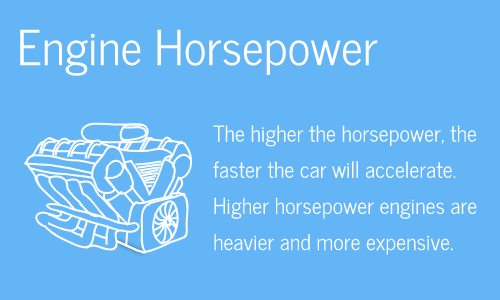 Engine Horsepower
The higher the horsepower, the
faster the car will accelerate.
Higher horsepower engines are
heavier and more expensive.